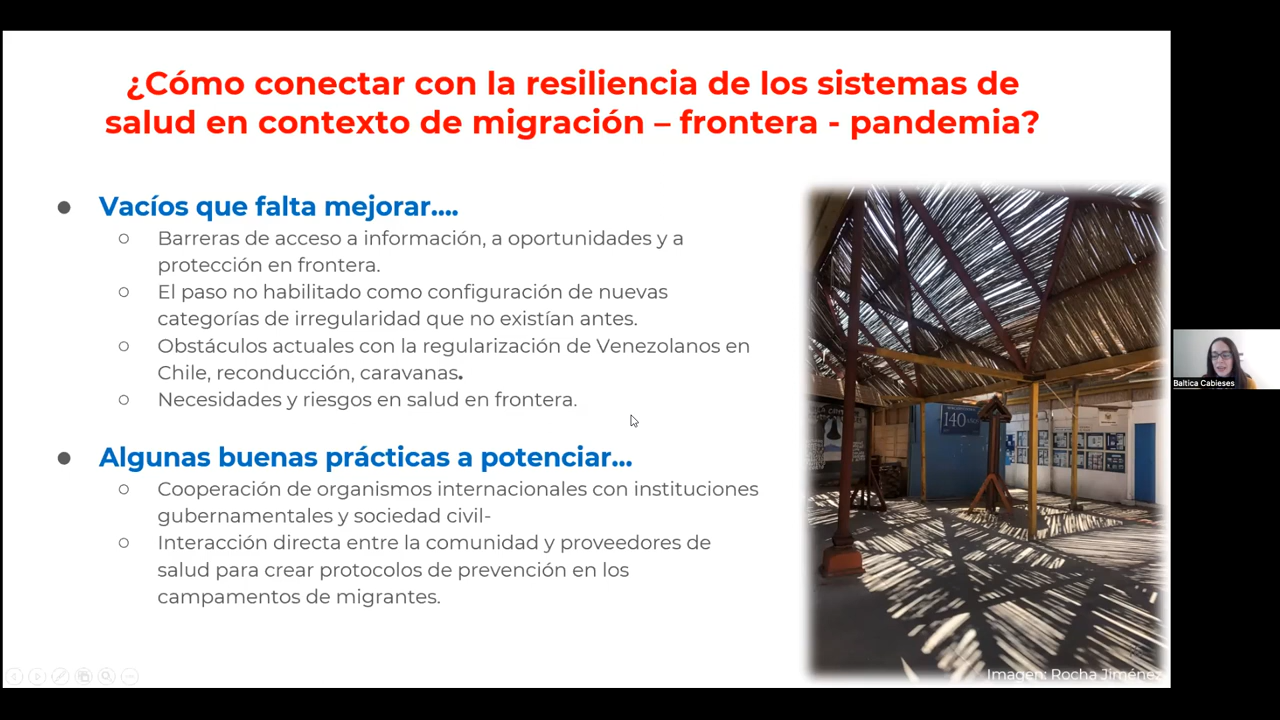 ¿Cómo conectar con la resiliencia de los sistemas de
salud en contexto de migración – frontera - pandemia?
● Vacíos que falta mejorar....
○ Barreras de acceso a información, a oportunidades y a
protección en frontera.
○ El paso no habilitado como configuración de nuevas
categorías de irregularidad que no existían antes.
○ Obstáculos actuales con la regularización de Venezolanos en
Chile, reconducción, caravanas.
○ Necesidades y riesgos en salud en frontera.
● Algunas buenas prácticas a potenciar...
○ Cooperación de organismos internacionales con instituciones
gubernamentales y sociedad civil-
○ Interacción directa entre la comunidad y proveedores de
salud para crear protocolos de prevención en los
campamentos de migrantes.
140
Imagen: Rocha Jiménez
Baltica Cabieses